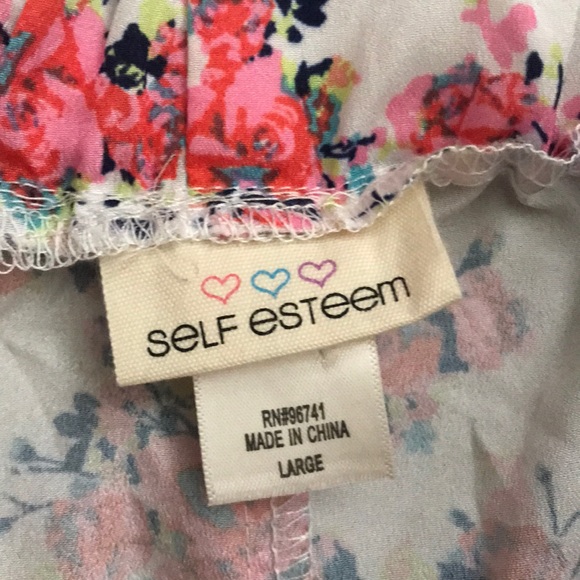 SELF ESTEEM
RN#96741
MADE IN CHINA
LARGE